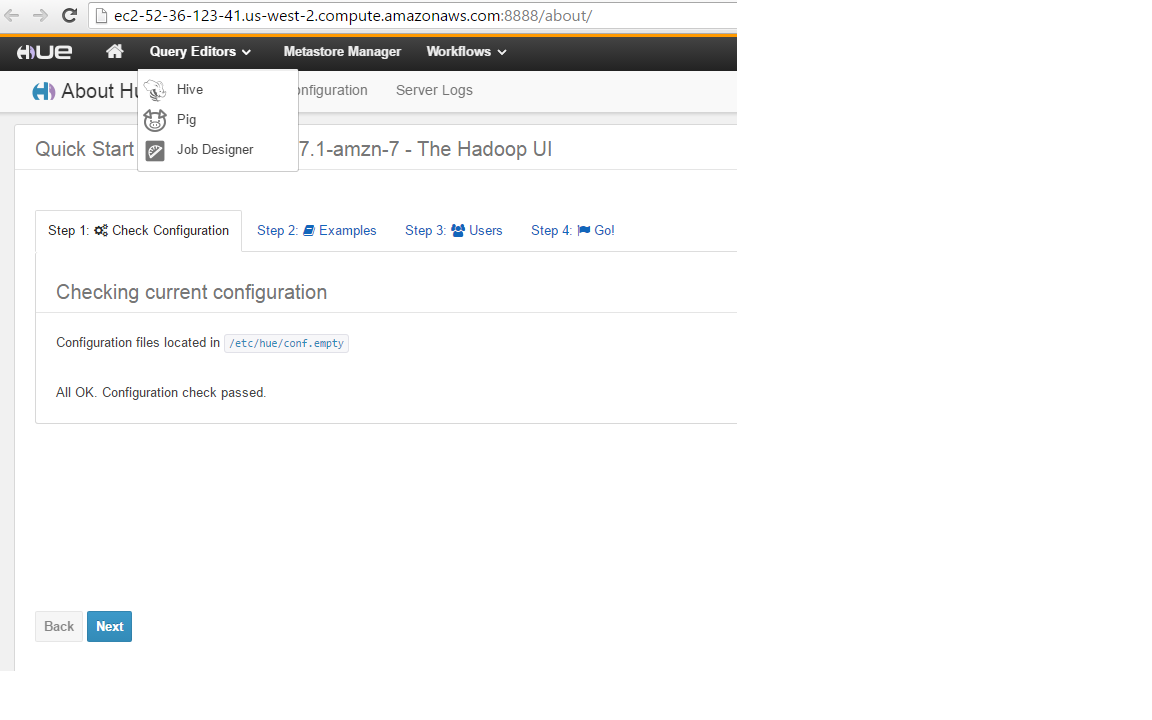 ec2-52-36-123-41.us-west-2.compute.amazonaws.com:8888/about/
HUE Query Editors Metastore Manager Workflows
About Hu onfiguration Server Logs
Hive
Pig
Job Designer
Quick Start 7.1-amzn-7 - The Hadoop UI
Step 1: Check Configuration Step 2: Examples Step 3: Users Step 4: Go!
Checking current configuration
Configuration files located in /etc/hue/conf.empty
All OK. Configuration check passed.
Back Next